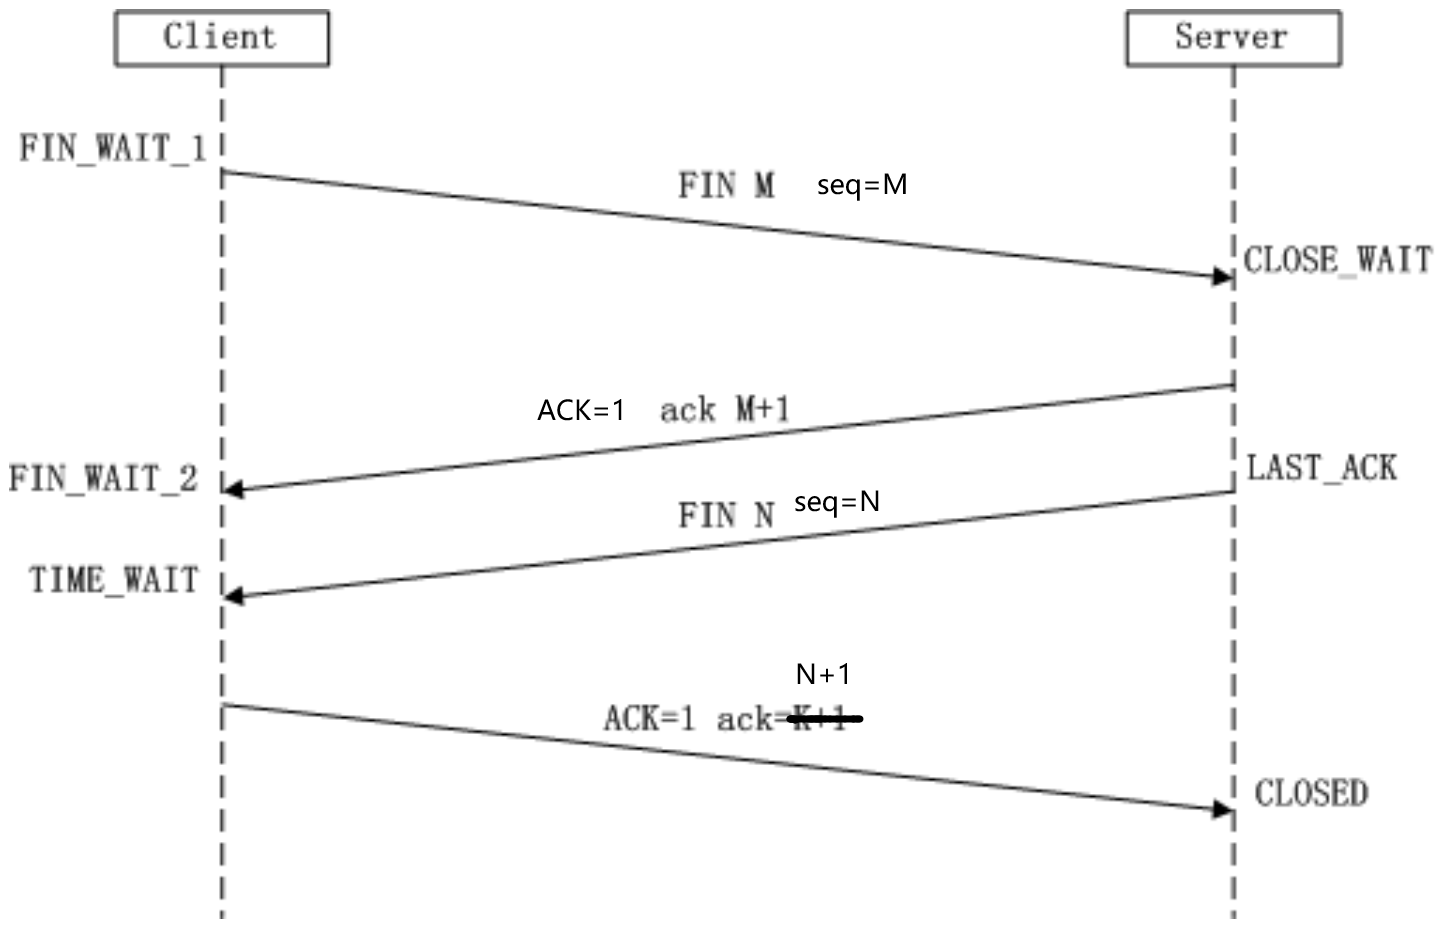 Client
Server
FIN_WAIT_1
FIN M seq=M
CLOSE_WAIT
ACK=1 ack M+1
FIN_WAIT_2
LAST_ACK
FIN N seq=N
TIME_WAIT
N+1
ACK=1 ack=K+1
CLOSED